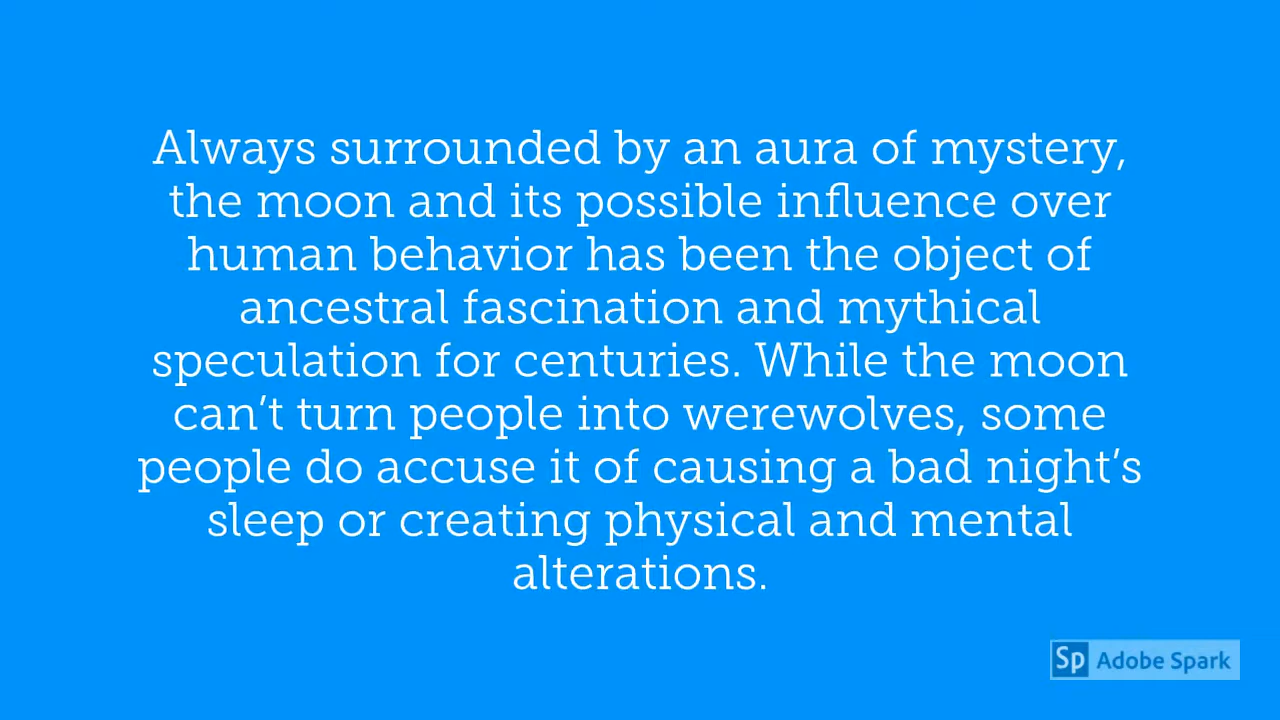 Always surrounded by an aura of mystery,
the moon and its possible influence over
human behavior has been the object of
ancestral fascination and mythical
speculation for centuries. While the moon
can’t turn people into werewolves, some
people do accuse it of causing a bad night’s
sleep or creating physical and mental
alterations.
Sp Adobe Spark